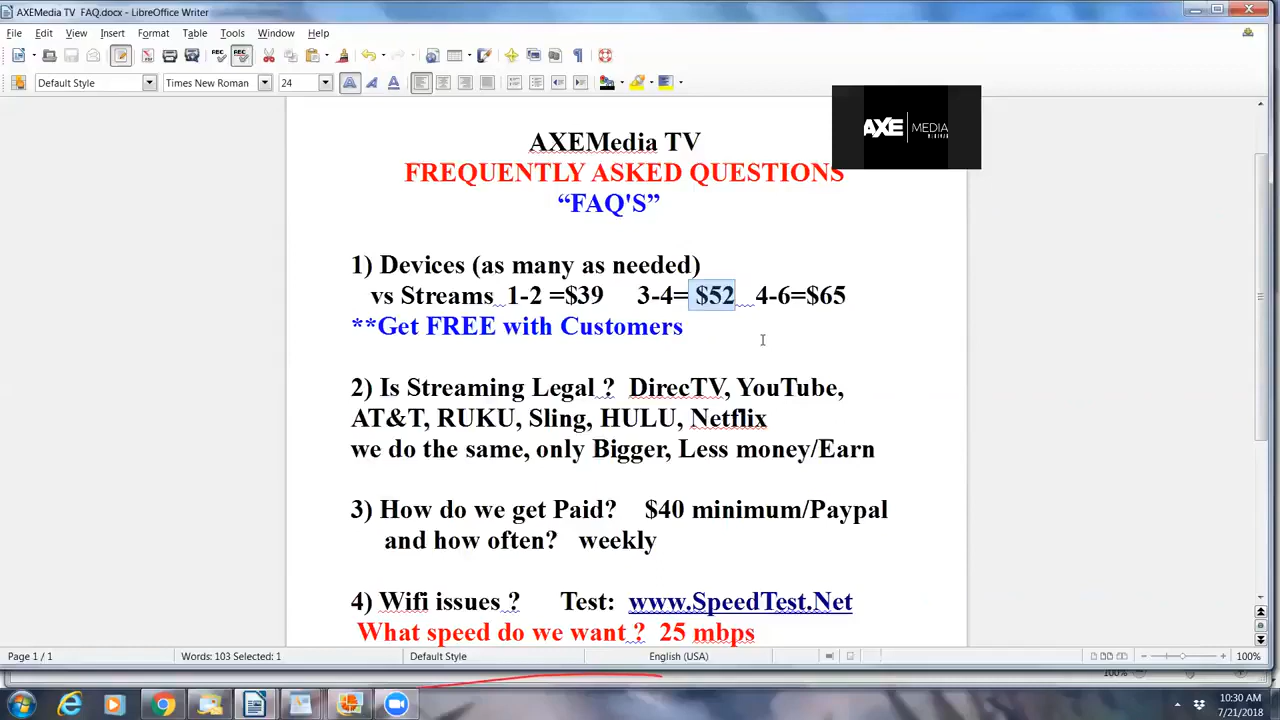 AXEMedia TV FAQ.docx - LibreOffice Writer
File Edit View Insert Format Table Tools Window Help
Default Style Times New Roman 24
AXE MEDIA
AXEMedia TV
FREQUENTLY ASKED QUESTIONS
“FAQ'S”
1) Devices (as many as needed)
vs Streams 1-2 =$39 3-4= $52 4-6=$65
**Get FREE with Customers
2) Is Streaming Legal ? DirecTV, YouTube,
AT&T, RUKU, Sling, HULU, Netflix
we do the same, only Bigger, Less money/Earn
3) How do we get Paid? $40 minimum/Paypal
and how often? weekly
4) Wifi issues ? Test: www.SpeedTest.Net
What speed do we want ? 25 mbps
Page 1 / 1 Words: 103 Selected: 1 Default Style English (USA) 100%
100%
10:30 AM
7/21/2018